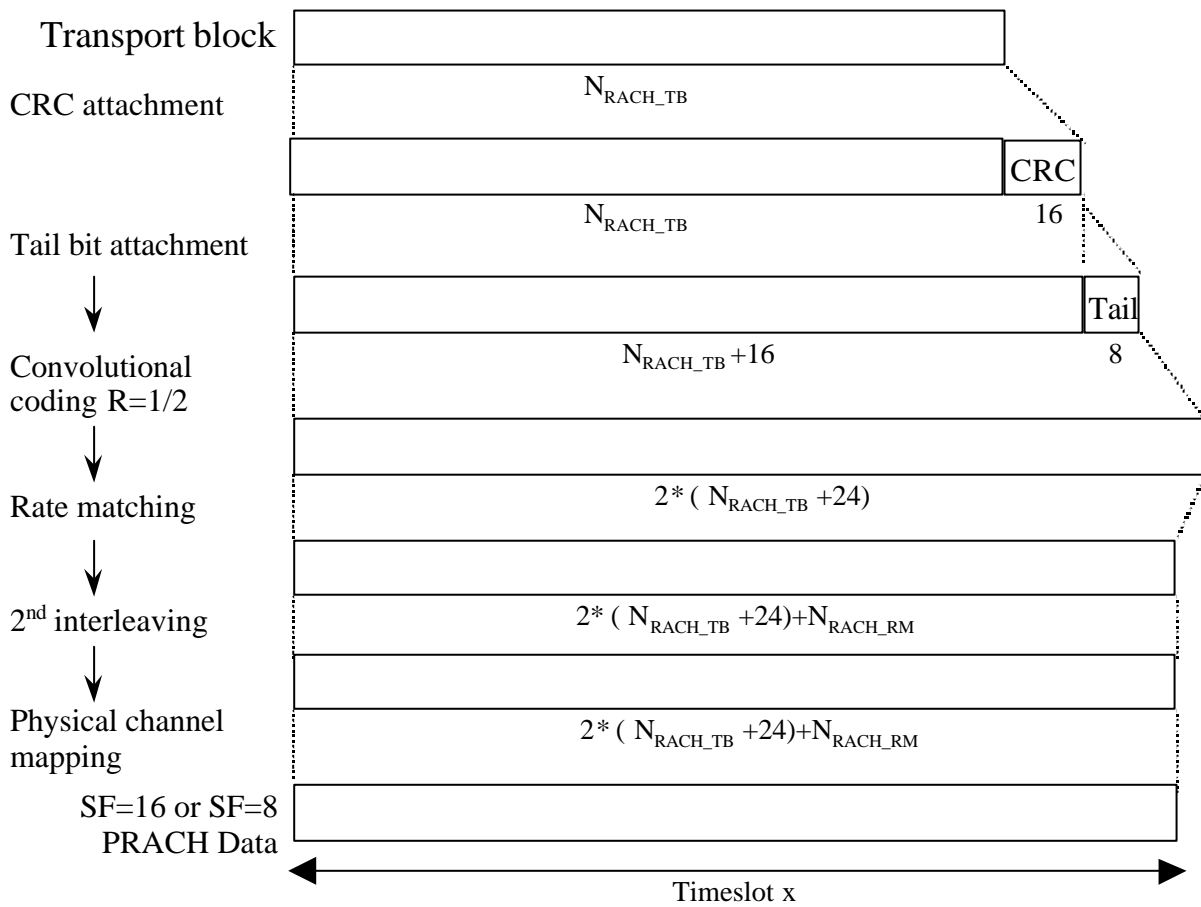 Transport block
N_RACH_TB
CRC attachment
CRC
N_RACH_TB
16
Tail bit attachment
Tail
N_RACH_TB +16
8
Convolutional
coding R=1/2
2* ( N_RACH_TB +24)
Rate matching
2* ( N_RACH_TB +24)+N_RACH_RM
2nd interleaving
2* ( N_RACH_TB +24)+N_RACH_RM
Physical channel
mapping
SF=16 or SF=8
PRACH Data
Timeslot x